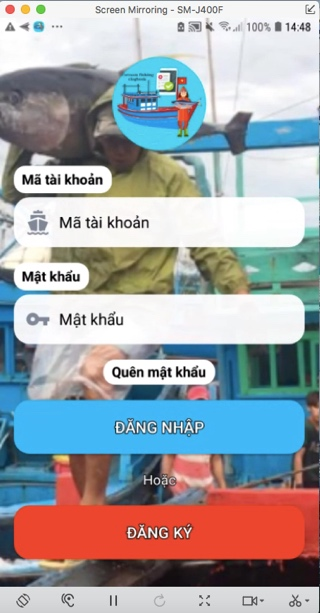 Screen Mirroring - SM-J400F
100% 14:48
Mã tài khoản
Mã tài khoản
Mật khẩu
Mật khẩu
Quên mật khẩu
ĐĂNG NHẬP
Hoặc
ĐĂNG KÝ